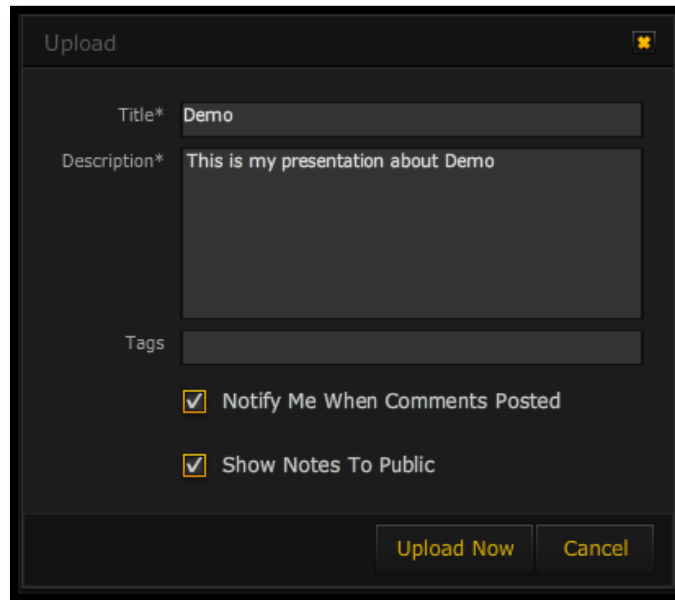 Upload
Title* Demo
Description* This is my presentation about Demo
Tags
Notify Me When Comments Posted
Show Notes To Public
Upload Now Cancel